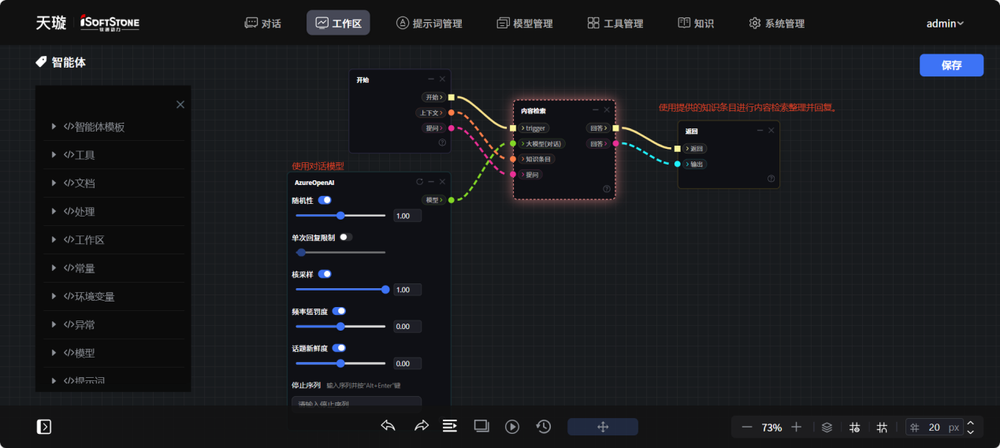 天璇 iSoftStone 软通动力 对话 工作区 提示词管理 模型管理 工具管理 知识 系统管理 admin
智能体
保存
智能体模板
工具
文档
处理
工作区
常量
环境变量
异常
模型
提示词
开始
开始
上下文
提问
使用对话模型
AzureOpenAI
模型
随机性
1.00
单次回复限制
核采样
1.00
频率惩罚度
0.00
话题新鲜度
0.00
停止序列 输入序列并按"Alt+Enter"键
请输入停止序列
内容检索
trigger 回答
大模型(对话) 回答
知识条目
提问
使用提供的知识条目进行内容检索整理并回复。
返回
返回
输出
73% 20 px